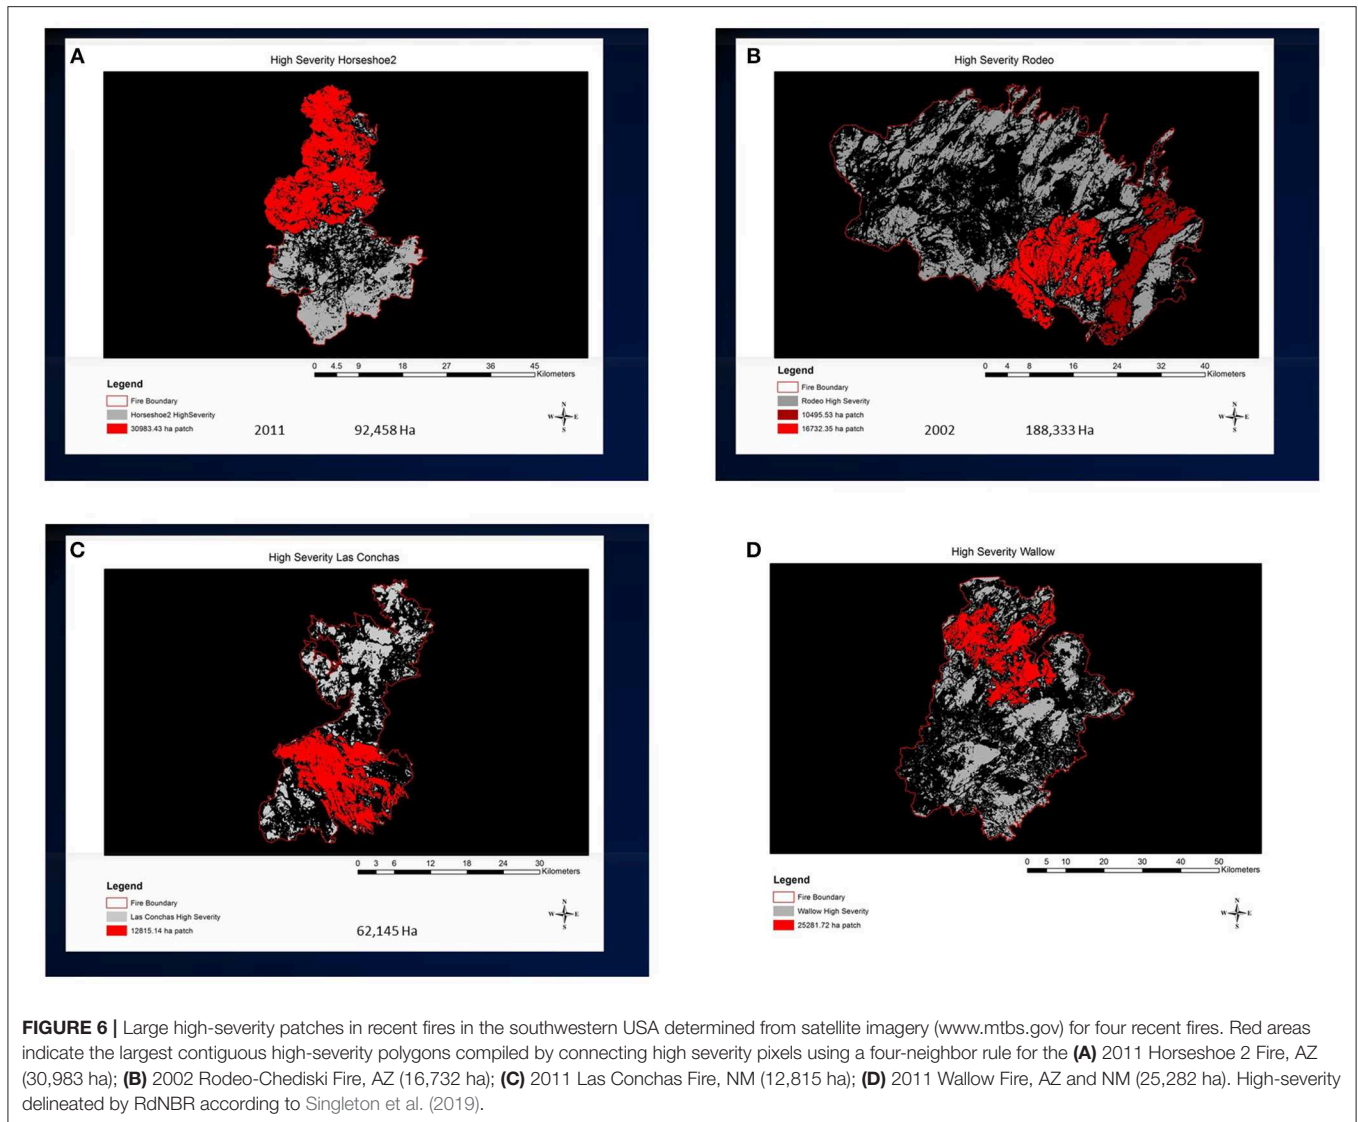 A
High Severity Horseshoe2
0 4.5 9 18 27 36 45
Kilometers
Legend
Fire Boundary
Horseshoe2 HighSeverity
30983.43 ha patch
2011 92,458 Ha
N
W E
S
B
High Severity Rodeo
0 4 8 16 24 32 40
Kilometers
Legend
Fire Boundary
Rodeo High Severity
10495.53 ha patch
16732.35 ha patch
2002 188,333 Ha
N
W E
S
C
High Severity Las Conchas
0 3 6 12 18 24 30
Kilometers
Legend
Fire Boundary
Las Conchas High Severity
12815.14 ha patch
62,145 Ha
N
W E
S
D
High Severity Wallow
0 5 10 20 30 40 50
Kilometers
Legend
Fire Boundary
Wallow High Severity
25281.72 ha patch
N
W E
S
FIGURE 6 | Large high-severity patches in recent fires in the southwestern USA determined from satellite imagery (www.mtbs.gov) for four recent fires. Red areas
indicate the largest contiguous high-severity polygons compiled by connecting high severity pixels using a four-neighbor rule for the (A) 2011 Horseshoe 2 Fire, AZ
(30,983 ha); (B) 2002 Rodeo-Chediski Fire, AZ (16,732 ha); (C) 2011 Las Conchas Fire, NM (12,815 ha); (D) 2011 Wallow Fire, AZ and NM (25,282 ha). High-severity
delineated by RdNBR according to Singleton et al. (2019).